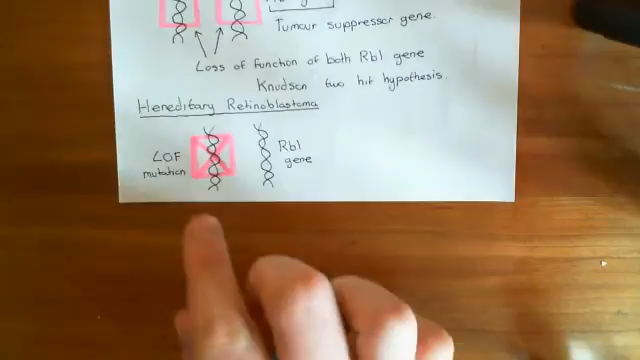 Tumour suppressor gene.
Loss of function of both Rb1 gene
Knudson two hit hypothesis.
Hereditary Retinoblastoma
LOF
mutation
Rb1
gene